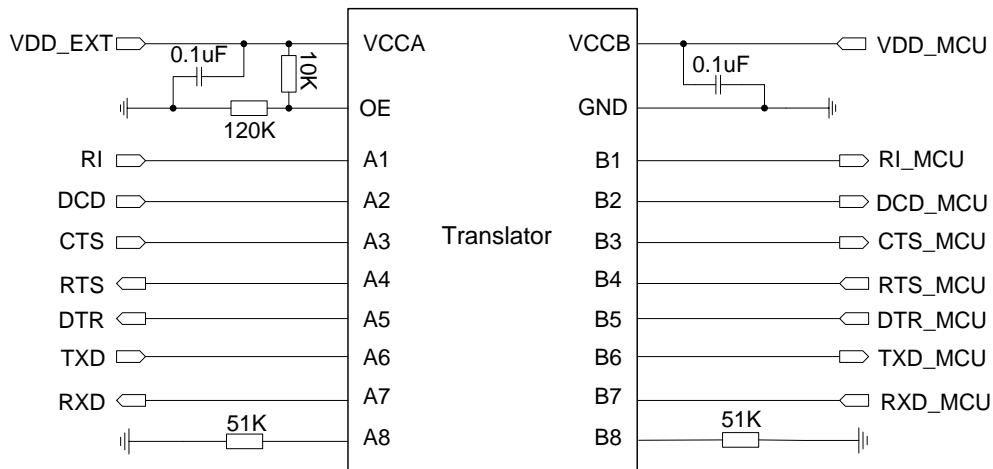 VDD_EXT VCCA VCCB VDD_MCU
0.1uF 10K 0.1uF
OE GND
120K
RI A1 B1 RI_MCU
DCD A2 B2 DCD_MCU
CTS A3 Translator B3 CTS_MCU
RTS A4 B4 RTS_MCU
DTR A5 B5 DTR_MCU
TXD A6 B6 TXD_MCU
RXD A7 B7 RXD_MCU
51K A8 B8 51K